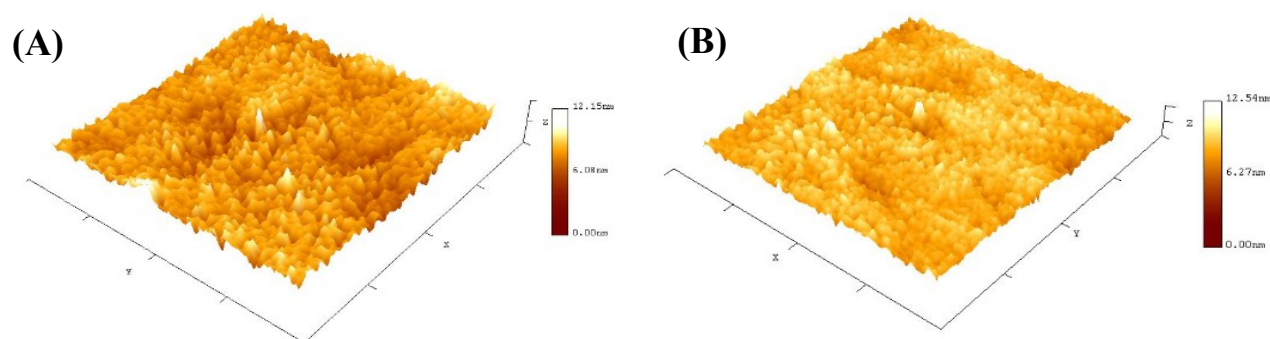 (A)
12.15nm
Z
6.08nm
0.00nm
X
Y
(B)
12.54nm
Z
6.27nm
0.00nm
Y
X